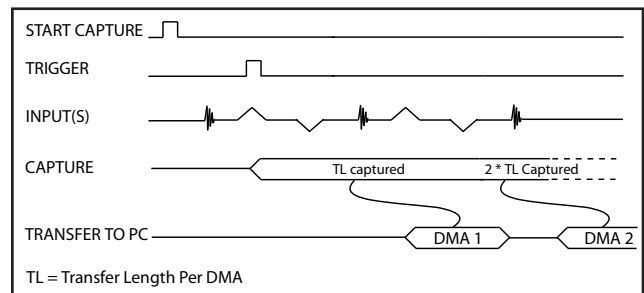 START CAPTURE
TRIGGER
INPUT(S)
CAPTURE TL captured 2 * TL Captured
TRANSFER TO PC DMA 1 DMA 2
TL = Transfer Length Per DMA